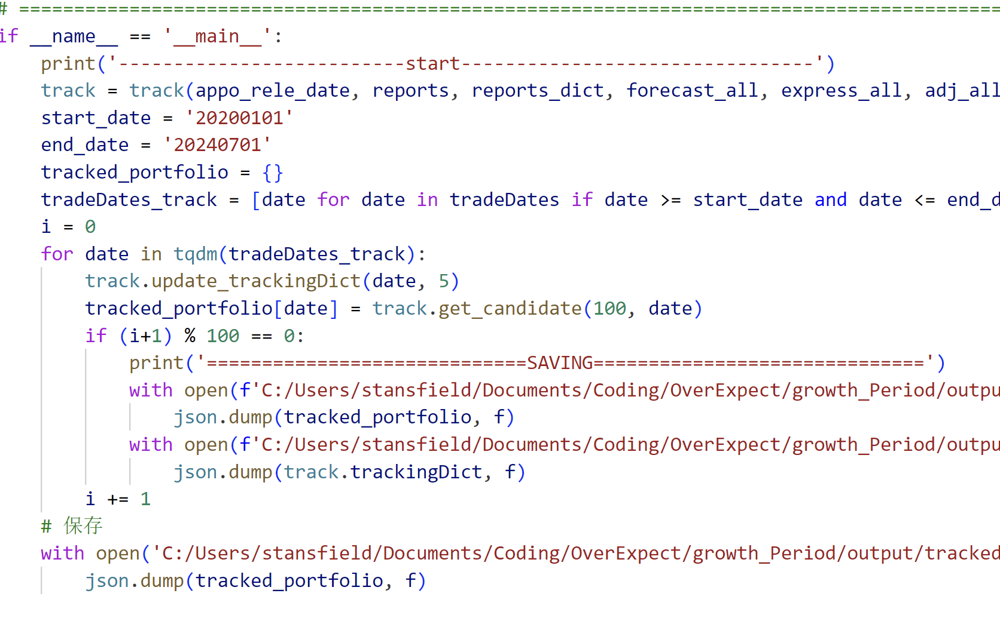 # =========================================================================================
if __name__ == '__main__':
    print('--------------------------start--------------------------------')
    track = track(appo_rele_date, reports, reports_dict, forecast_all, express_all, adj_all
    start_date = '20200101'
    end_date = '20240701'
    tracked_portfolio = {}
    tradeDates_track = [date for date in tradeDates if date >= start_date and date <= end_d
    i = 0
    for date in tqdm(tradeDates_track):
        track.update_trackingDict(date, 5)
        tracked_portfolio[date] = track.get_candidate(100, date)
        if (i+1) % 100 == 0:
            print('=============================SAVING==============================')
            with open(f'C:/Users/stansfield/Documents/Coding/OverExpect/growth_Period/outpu
                json.dump(tracked_portfolio, f)
            with open(f'C:/Users/stansfield/Documents/Coding/OverExpect/growth_Period/outpu
                json.dump(track.trackingDict, f)
        i += 1
    # 保存
    with open('C:/Users/stansfield/Documents/Coding/OverExpect/growth_Period/output/tracked
        json.dump(tracked_portfolio, f)